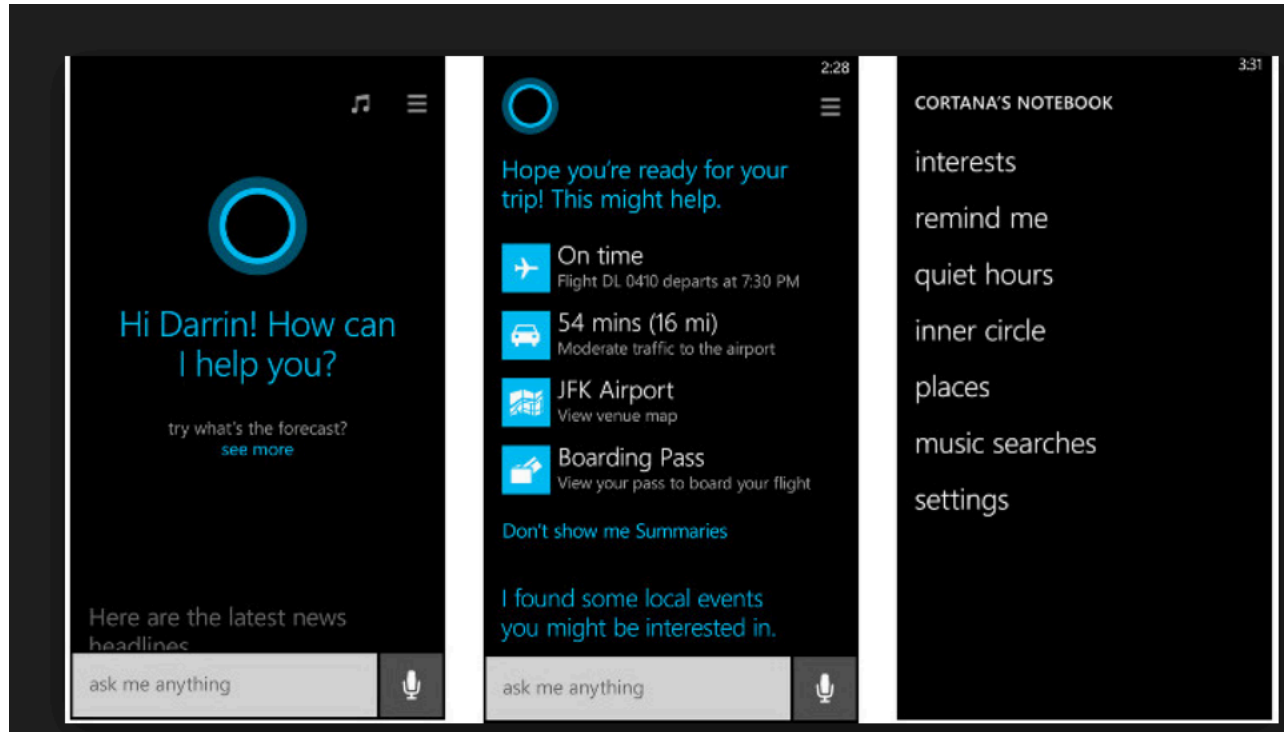 Hi Darrin! How can
I help you?
try what's the forecast?
see more
Here are the latest news
headlines
ask me anything
2:28
Hope you're ready for your
trip! This might help.
On time
Flight DL 0410 departs at 7:30 PM
54 mins (16 mi)
Moderate traffic to the airport
JFK Airport
View venue map
Boarding Pass
View your pass to board your flight
Don't show me Summaries
I found some local events
you might be interested in.
ask me anything
3:31
CORTANA'S NOTEBOOK
interests
remind me
quiet hours
inner circle
places
music searches
settings